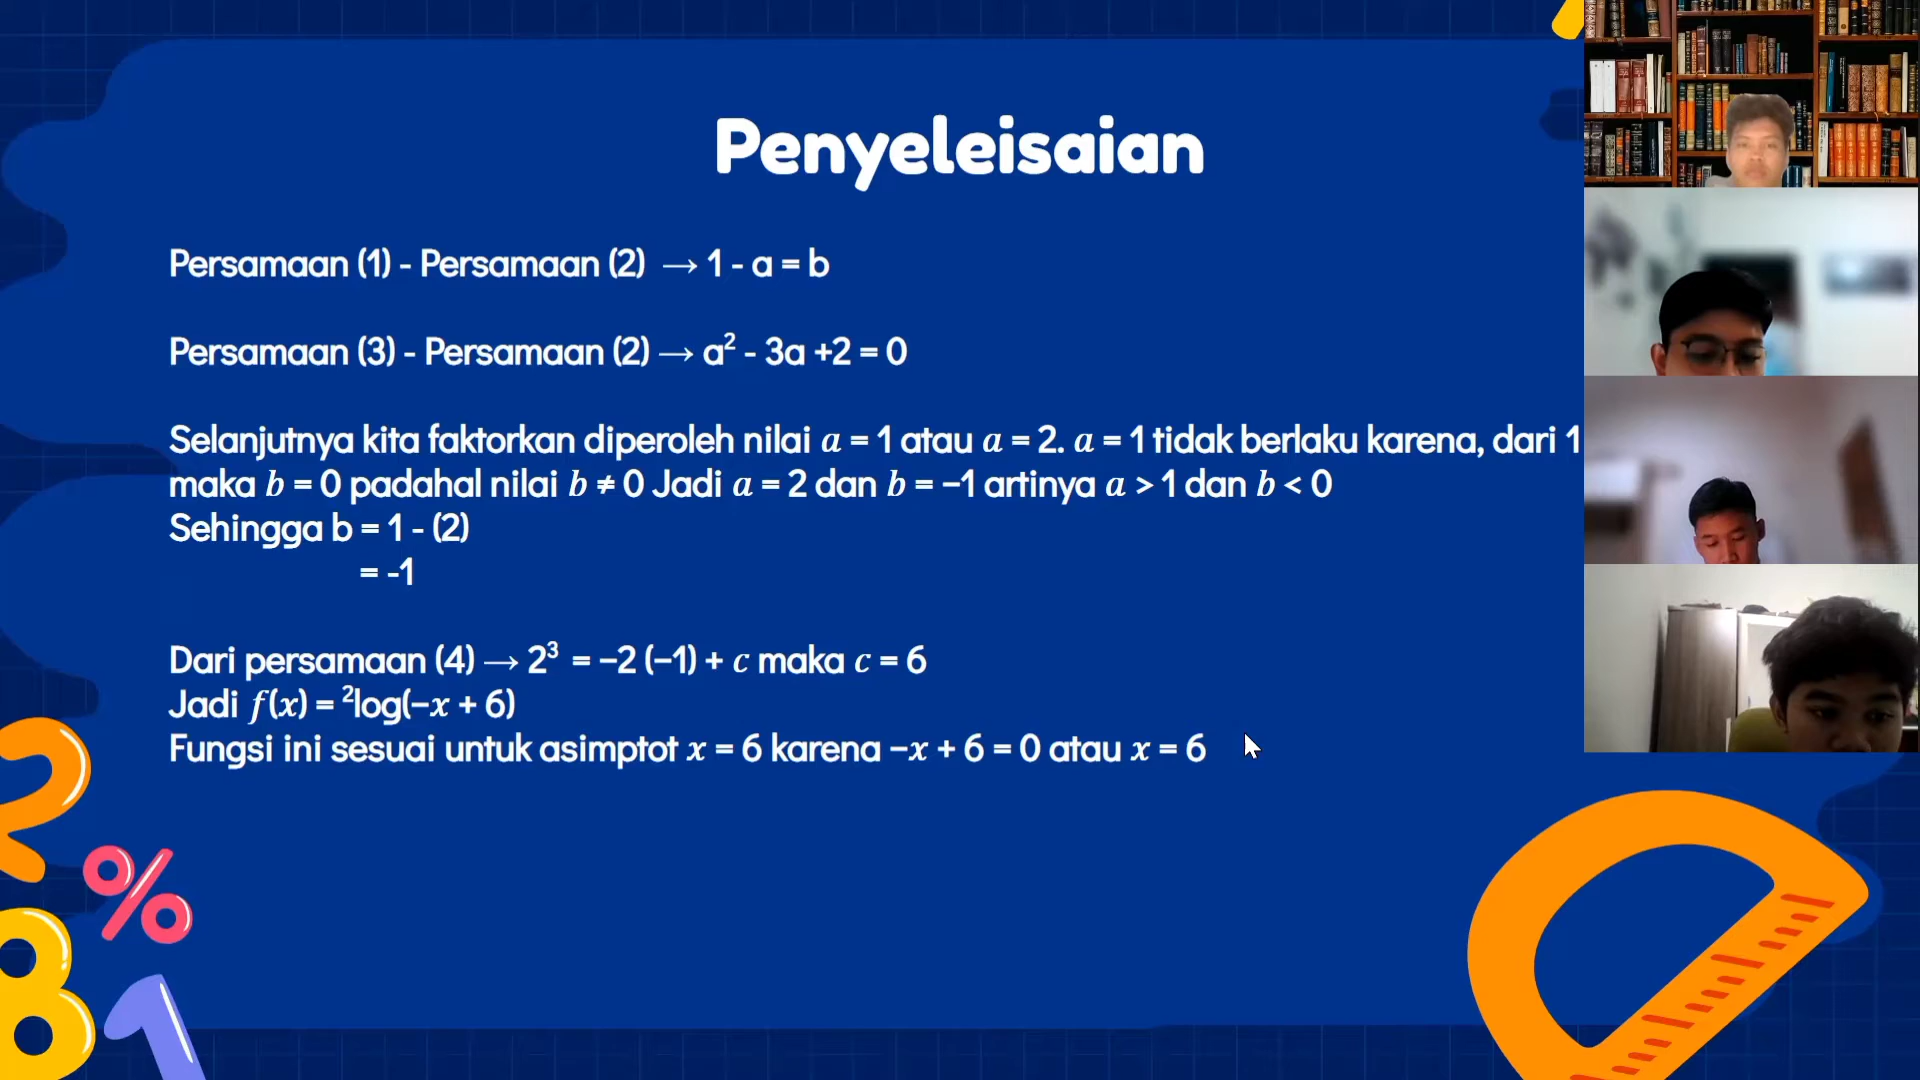 Penyeleisaian
Persamaan (1) - Persamaan (2) → 1 - a = b
Persamaan (3) - Persamaan (2) → a² - 3a +2 = 0
Selanjutnya kita faktorkan diperoleh nilai a = 1 atau a = 2. a = 1 tidak berlaku karena, dari 1
maka b = 0 padahal nilai b ≠ 0 Jadi a = 2 dan b = −1 artinya a > 1 dan b < 0
Sehingga b = 1 - (2)
= -1
Dari persamaan (4) → 2³ = −2 (−1) + c maka c = 6
Jadi f(x) = ²log(−x + 6)
Fungsi ini sesuai untuk asimptot x = 6 karena −x + 6 = 0 atau x = 6
2
%
8
1